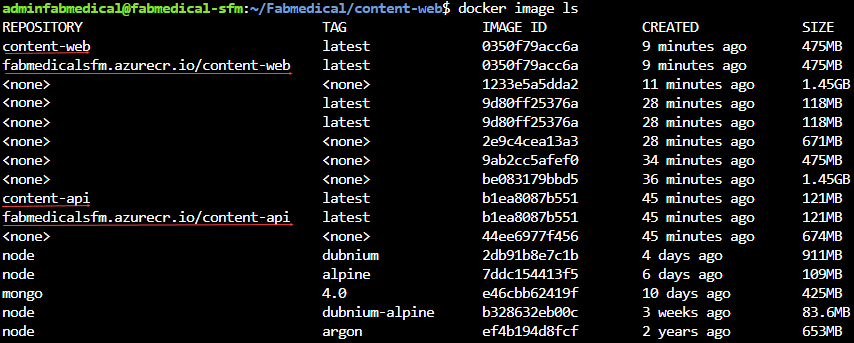 adminfabmedical@fabmedical-sfm:~/Fabmedical/content-web$ docker image ls
REPOSITORY TAG IMAGE ID CREATED SIZE
content-web latest 0350f79acc6a 9 minutes ago 475MB
fabmedicalsfm.azurecr.io/content-web latest 0350f79acc6a 9 minutes ago 475MB
<none> <none> 1233e5a5dda2 11 minutes ago 1.45GB
<none> latest 9d80ff25376a 28 minutes ago 118MB
<none> latest 9d80ff25376a 28 minutes ago 118MB
<none> <none> 2e9c4cea13a3 28 minutes ago 671MB
<none> <none> 9ab2cc5afef0 34 minutes ago 475MB
<none> <none> be083179bbd5 36 minutes ago 1.45GB
content-api latest b1ea8087b551 45 minutes ago 121MB
fabmedicalsfm.azurecr.io/content-api latest b1ea8087b551 45 minutes ago 121MB
<none> <none> 44ee6977f456 45 minutes ago 674MB
node dubnium 2db91b8e7c1b 4 days ago 911MB
node alpine 7ddc154413f5 6 days ago 109MB
mongo 4.0 e46cbb62419f 10 days ago 425MB
node dubnium-alpine b328632eb00c 3 weeks ago 83.6MB
node argon ef4b194d8fcf 2 years ago 653MB